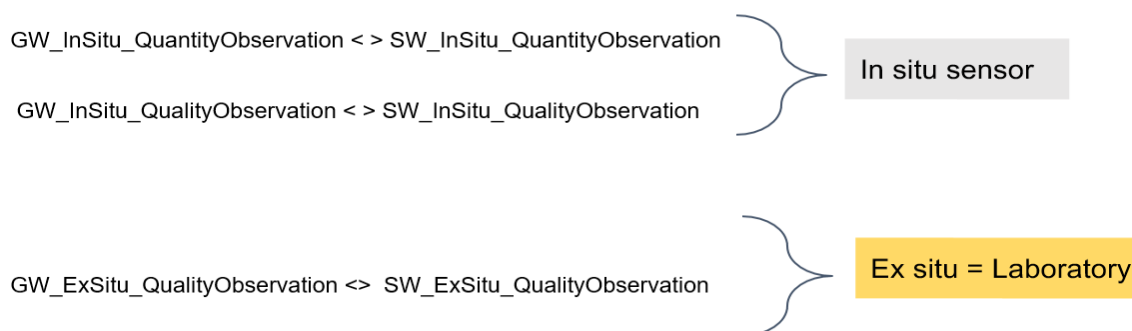 GW_InSitu_QuantityObservation < > SW_InSitu_QuantityObservation
In situ sensor
GW_InSitu_QualityObservation < > SW_InSitu_QualityObservation
Ex situ = Laboratory
GW_ExSitu_QualityObservation <> SW_ExSitu_QualityObservation